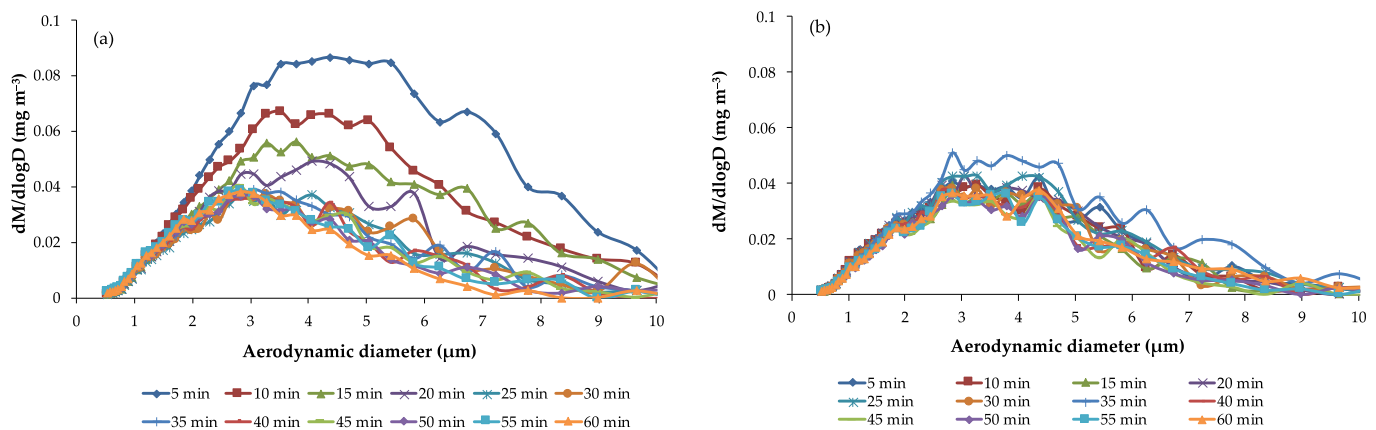 (a)
dM/dlogD (mg m⁻³)
0.1
0.08
0.06
0.04
0.02
0
0 1 2 3 4 5 6 7 8 9 10
Aerodynamic diameter (µm)
5 min 10 min 15 min 20 min 25 min 30 min
35 min 40 min 45 min 50 min 55 min 60 min
(b)
dM/dlogD (mg m⁻³)
0.1
0.08
0.06
0.04
0.02
0
0 1 2 3 4 5 6 7 8 9 10
Aerodynamic diameter (µm)
5 min 10 min 15 min 20 min
25 min 30 min 35 min 40 min
45 min 50 min 55 min 60 min